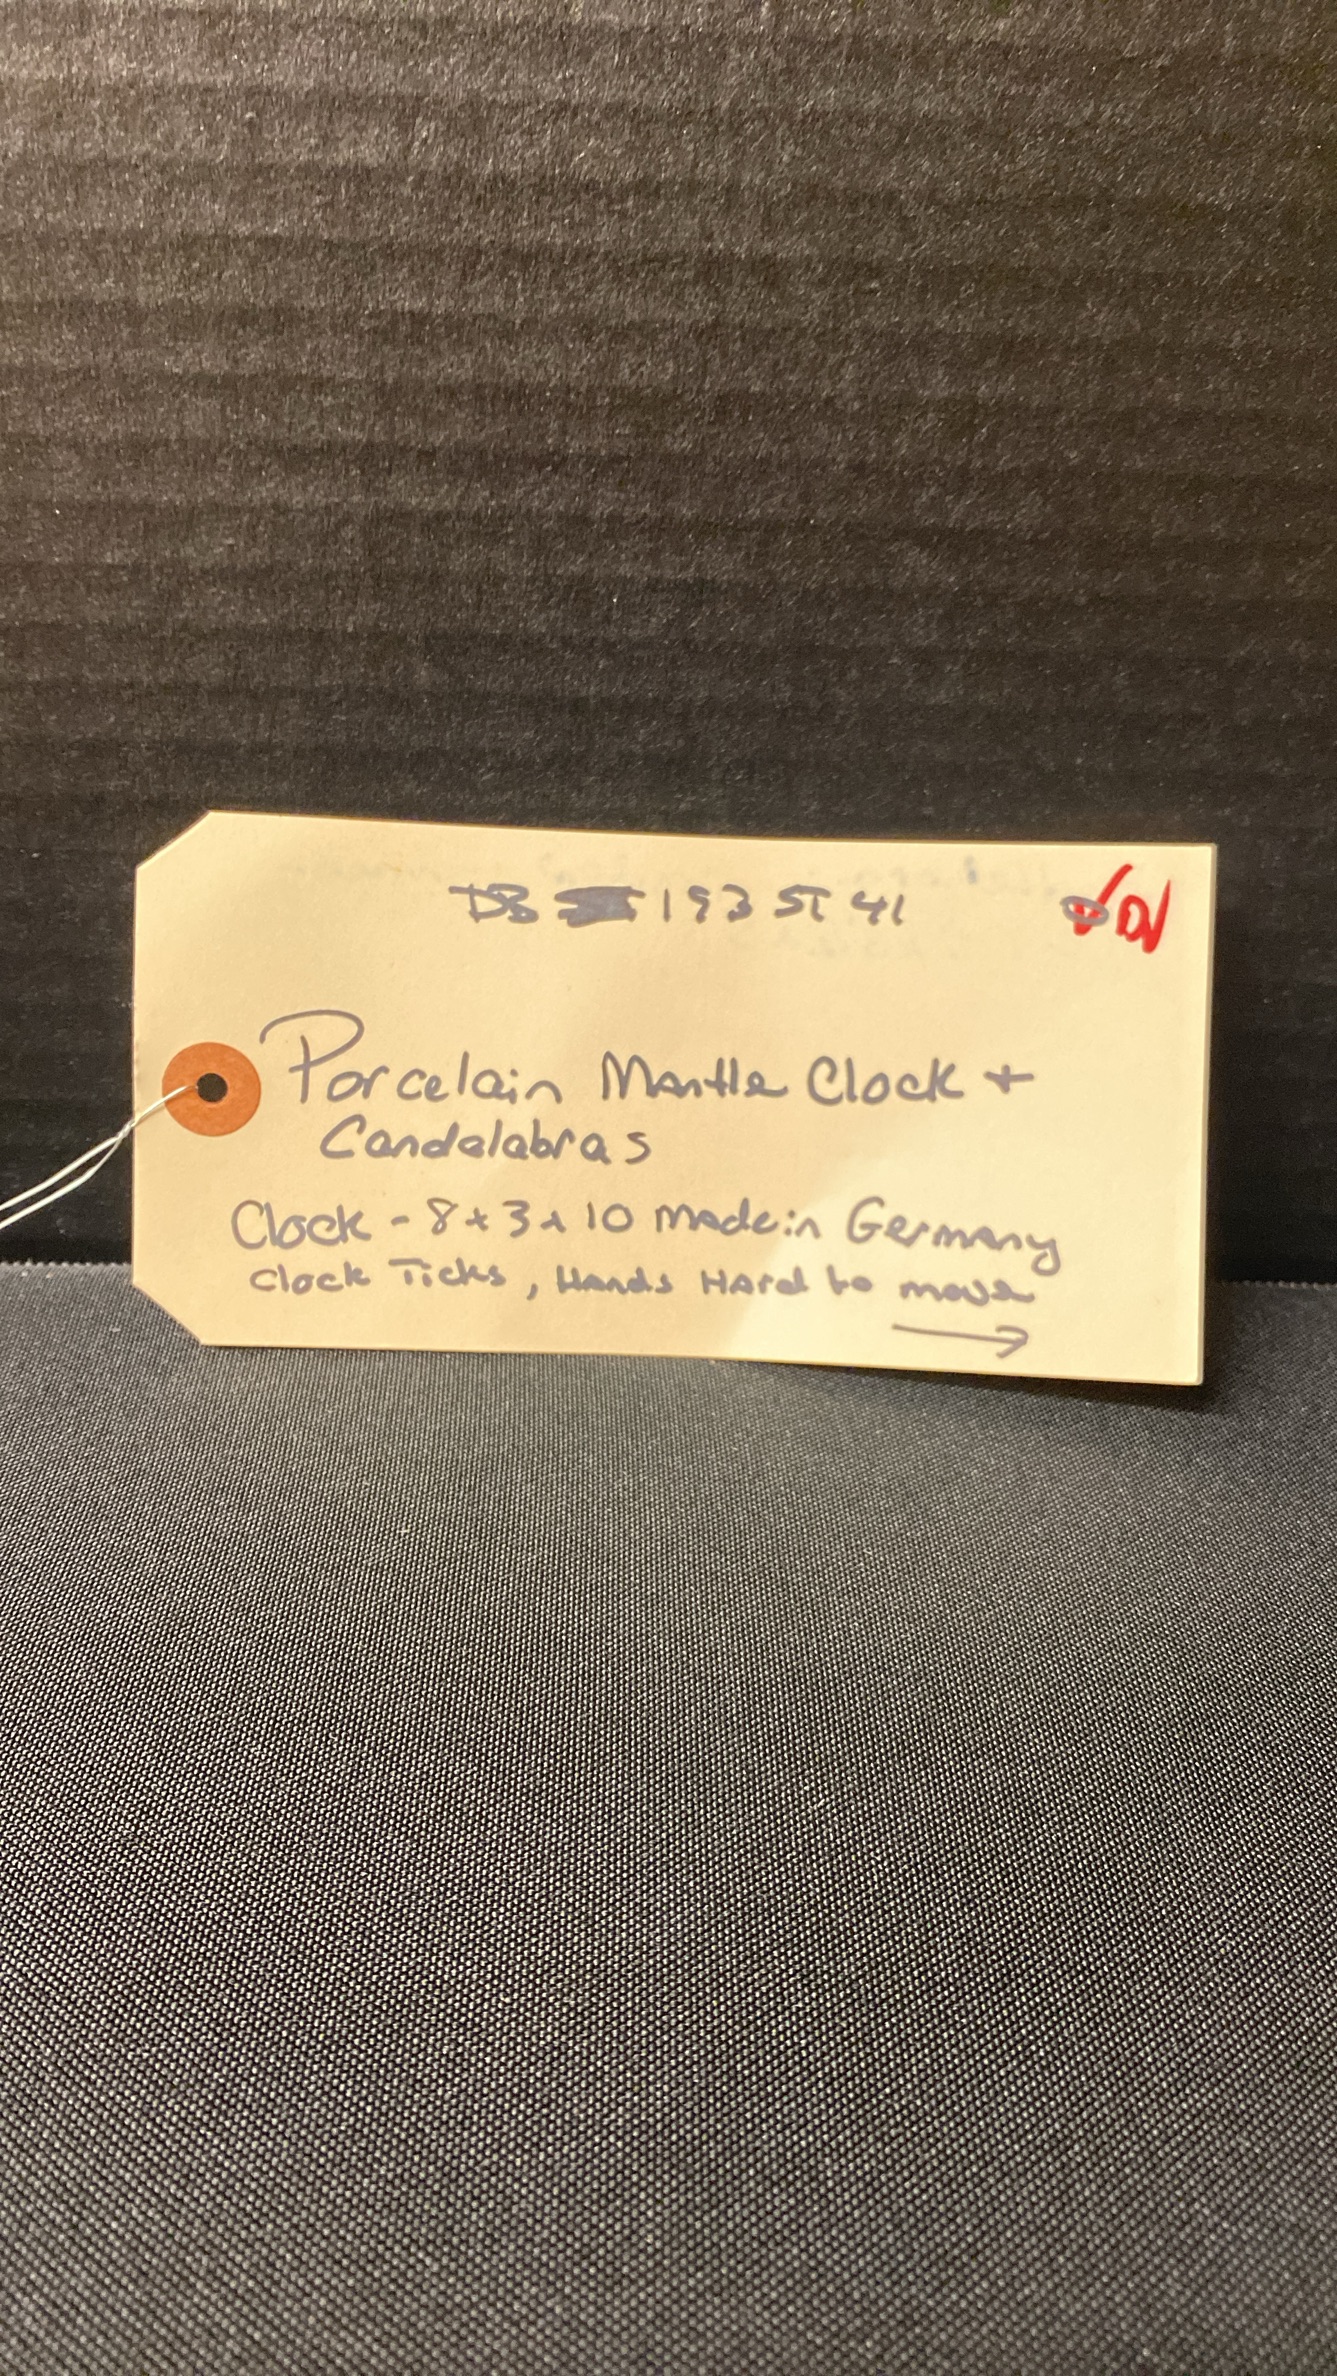 DB 193 ST 41
Porcelain Mantle Clock +
Candelabras
Clock - 8 x 3 x 10 Made in Germany
Clock Ticks, Hands Hard to move
→